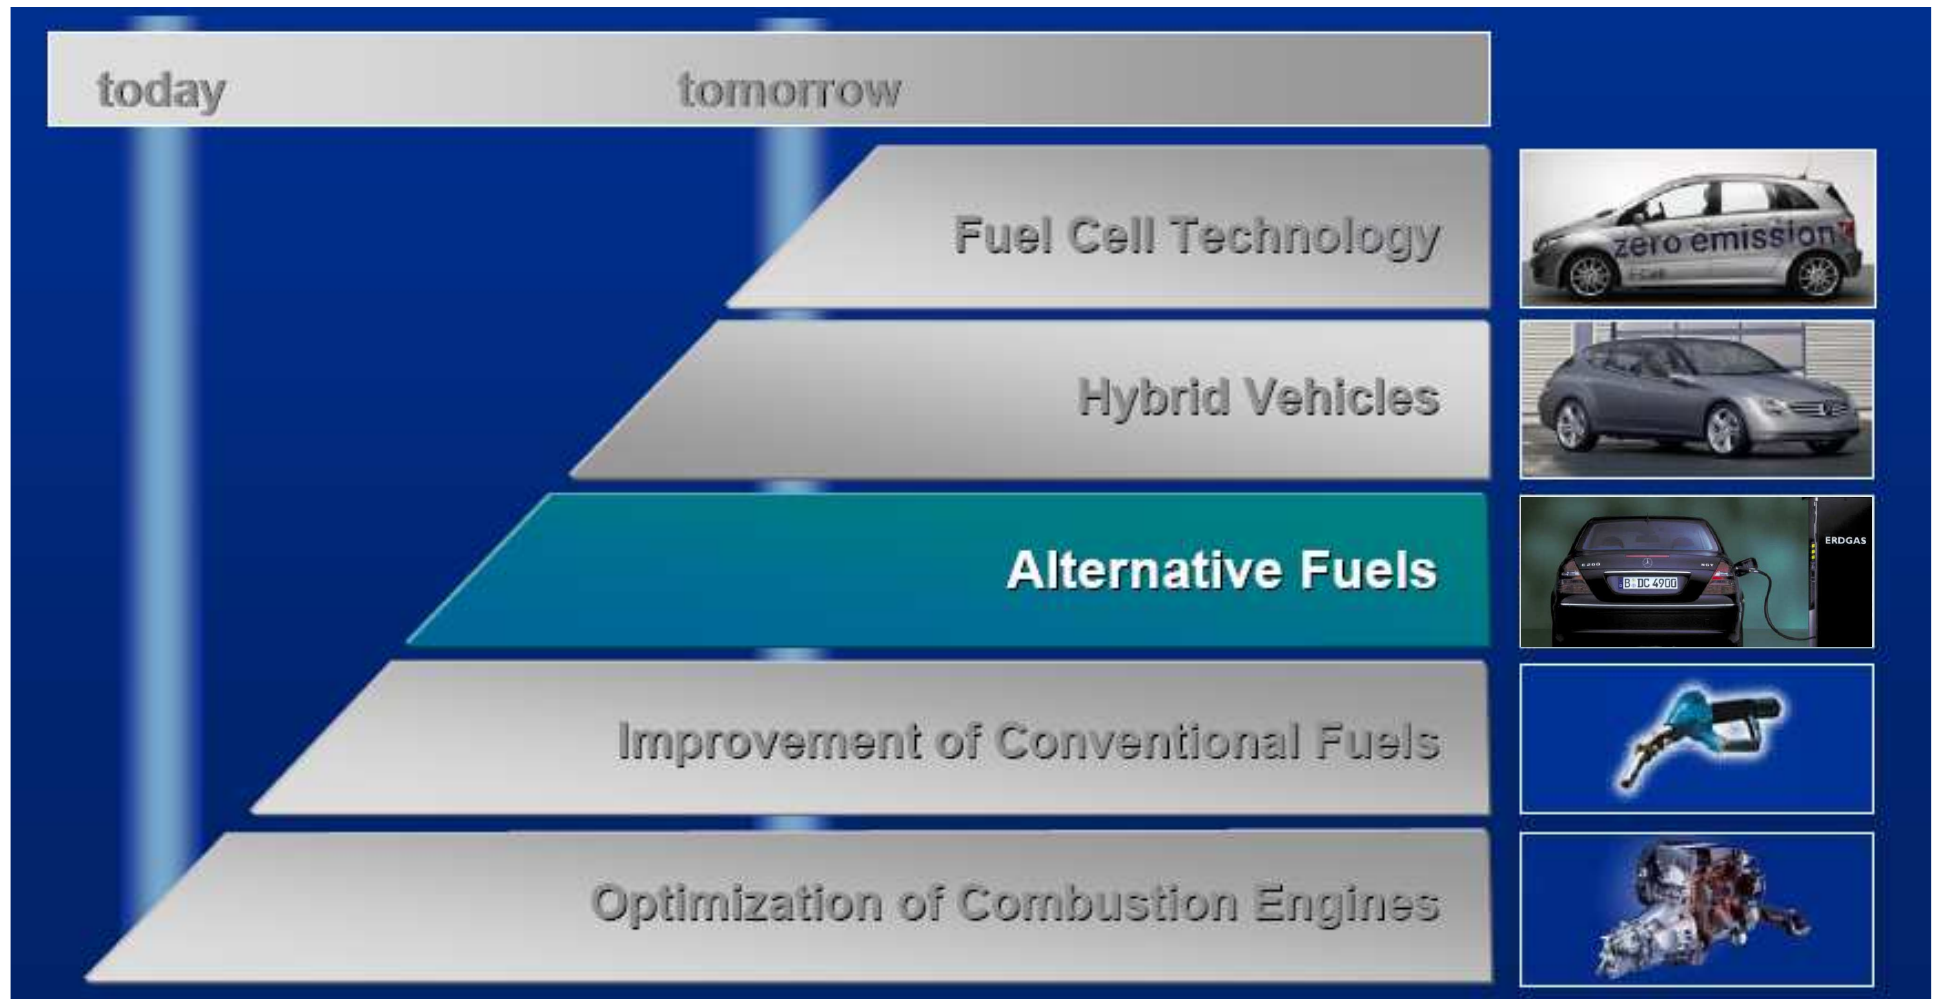 today tomorrow
Fuel Cell Technology
zero emission
Hybrid Vehicles
Alternative Fuels
ERDGAS
B DC 4900
Improvement of Conventional Fuels
Optimization of Combustion Engines